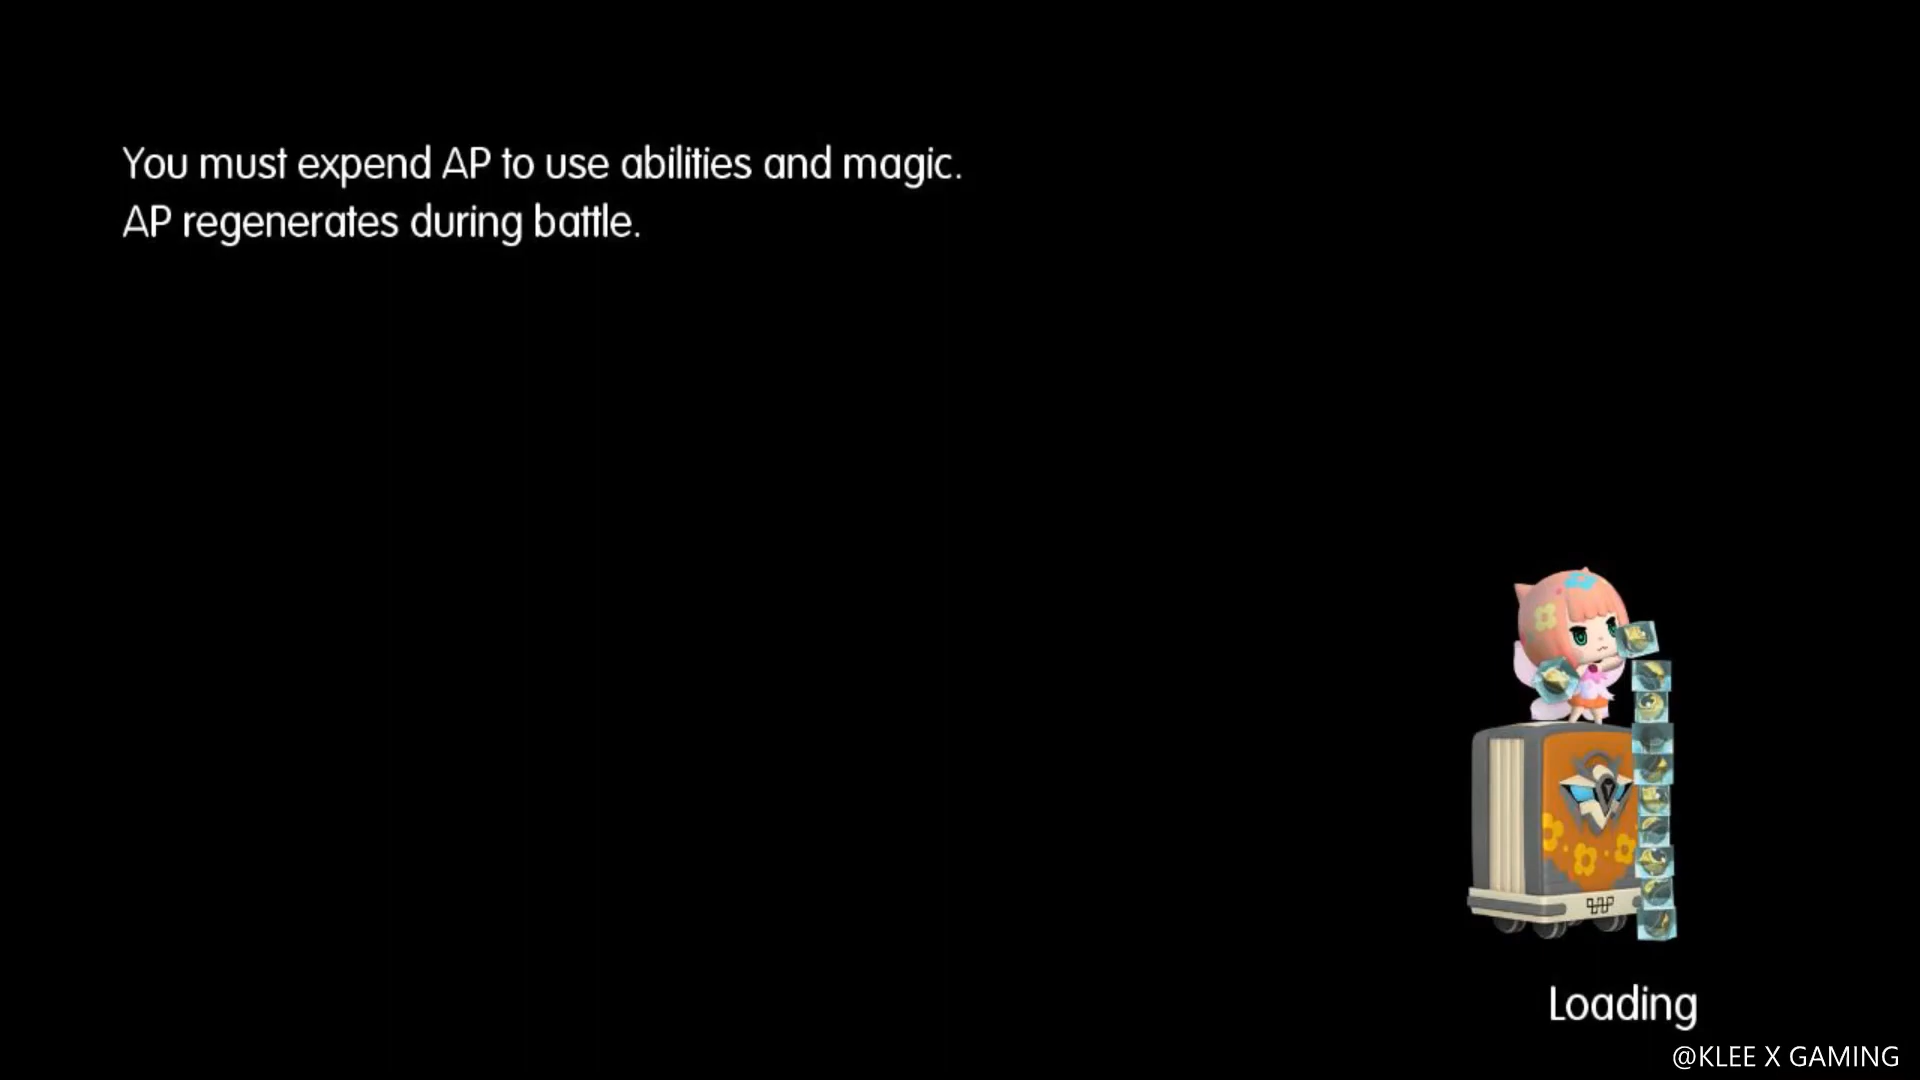 You must expend AP to use abilities and magic.
AP regenerates during battle.
Loading
@KLEE X GAMING